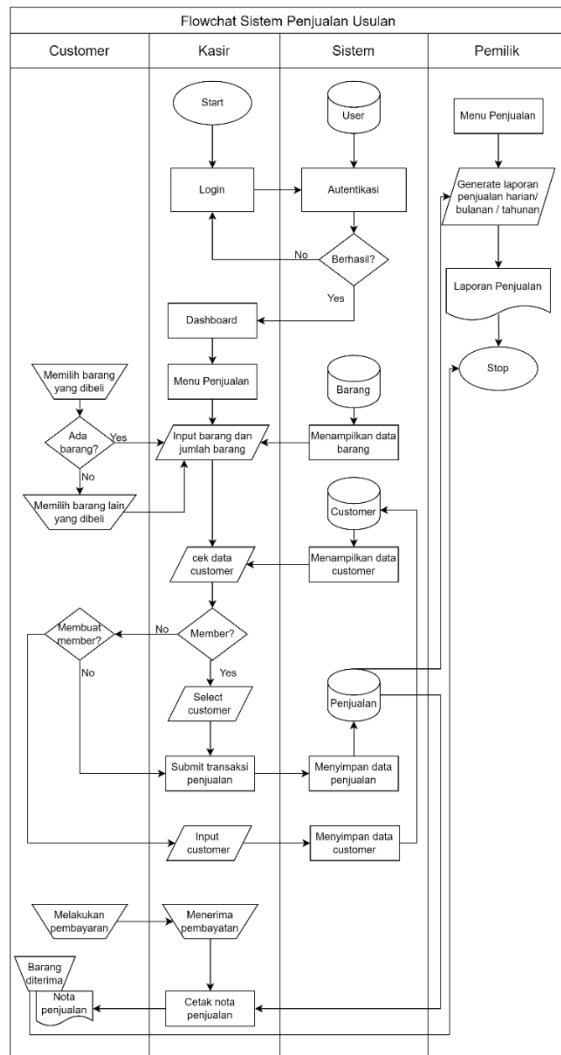 Flowchat Sistem Penjualan Usulan
Customer
Kasir
Sistem
Pemilik
Start
User
Menu Penjualan
Login
Autentikasi
Generate laporan
penjualan harian/
bulanan / tahunan
No
Berhasil?
Yes
Laporan Penjualan
Dashboard
Stop
Memilih barang
yang dibeli
Menu Penjualan
Barang
Ada
barang?
Yes
Input barang dan
jumlah barang
Menampilkan data
barang
No
Memilih barang lain
yang dibeli
Customer
cek data
customer
Menampilkan data
customer
Membuat
member?
No
Member?
No
Yes
Select
customer
Penjualan
Submit transaksi
penjualan
Menyimpan data
penjualan
Input
customer
Menyimpan data
customer
Melakukan
pembayaran
Menerima
pembayatan
Barang
diterima
Nota
penjualan
Cetak nota
penjualan